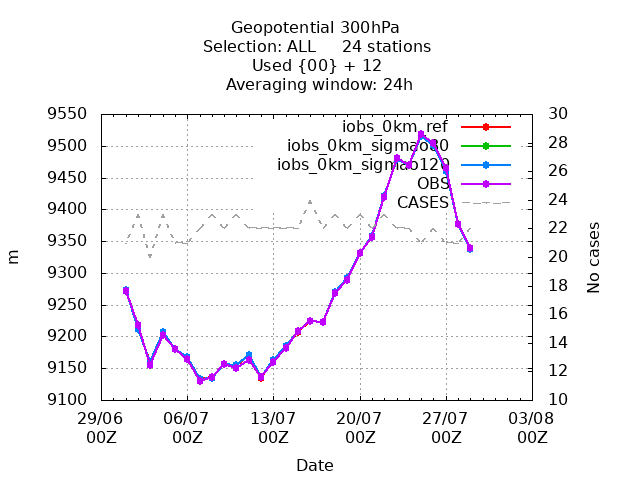 Geopotential 300hPa
Selection: ALL 24 stations
Used {00} + 12
Averaging window: 24h
iobs_0km_ref
iobs_0km_sigmao80
iobs_0km_sigmao120
OBS
CASES
9550
9500
9450
9400
9350
9300
9250
9200
9150
9100
m
30
28
26
24
22
20
18
16
14
12
10
No cases
29/06 06/07 13/07 20/07 27/07 03/08
00Z 00Z 00Z 00Z 00Z 00Z
Date